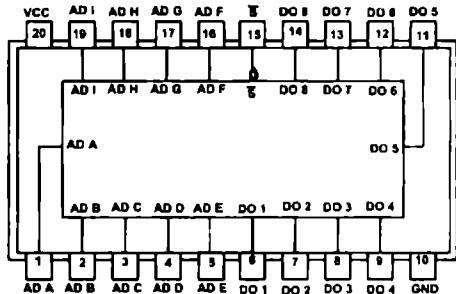 VCC AD I AD H AD G AD F S DO 8 DO 7 DO 6 DO 5
20 19 18 17 16 15 14 13 12 11
AD I AD H AD G AD F S DO 8 DO 7 DO 6
AD A DO 5
AD B AD C AD D AD E DO 1 DO 2 DO 3 DO 4
1 2 3 4 5 6 7 8 9 10
AD A AD B AD C AD D AD E DO 1 DO 2 DO 3 DO 4 GND